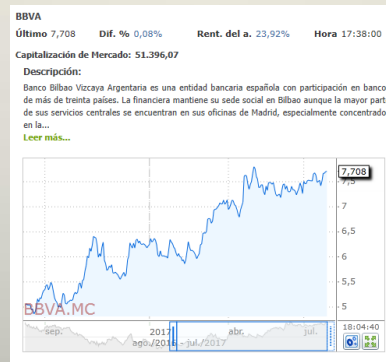 BBVA
Último 7,708 Dif. % 0,08% Rent. del a. 23,92% Hora 17:38:00
Capitalización de Mercado: 51.396,07
Descripción:
Banco Bilbao Vizcaya Argentaria es una entidad bancaria española con participación en banco
de más de treinta países. La financiera mantiene su sede social en Bilbao aunque la mayor part
de sus servicios centrales se encuentran en sus oficinas de Madrid, especialmente concentrado
en la...
Leer más...
7,708
7,5
7
6,5
6
5,5
5
BBVA.MC
sep. 2017 abr. jul.
ago./2016 - jul./2017
18:04:40